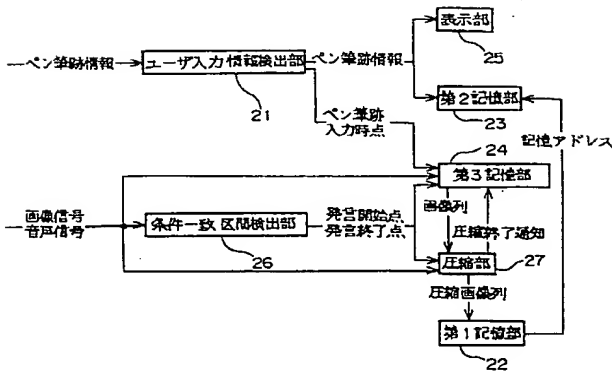 表示部
25
ペン筆跡情報
ユーザ入力情報検出部
ペン筆跡情報
21
第2記憶部
23
ペン筆跡
入力時点
記憶アドレス
24
第3記憶部
画像信号
音声信号
条件一致区間検出部
26
発言開始点、
発言終了点、
画像列
圧縮終了通知
圧縮部
27
圧縮画像列
第1記憶部
22